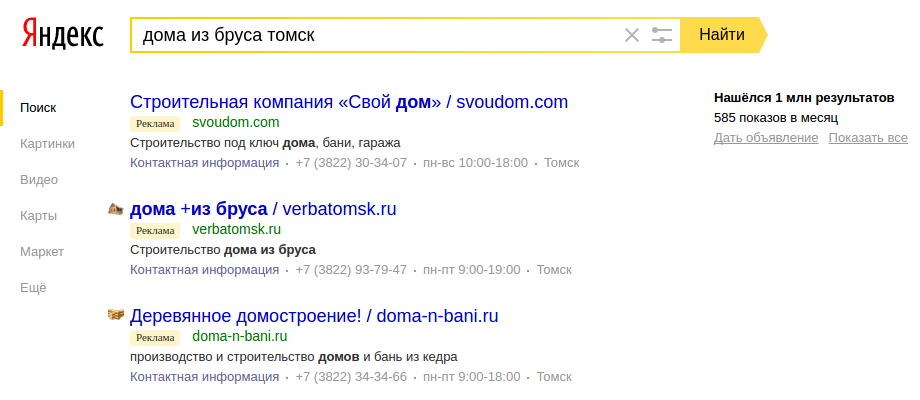 Яндекс
дома из бруса томск
Найти
Поиск
Картинки
Видео
Карты
Маркет
Ещё
Строительная компания «Свой дом» / svoudom.com
Реклама svoudom.com
Строительство под ключ дома, бани, гаража
Контактная информация · +7 (3822) 30-34-07 · пн-вс 10:00-18:00 · Томск
дома +из бруса / verbatomsk.ru
Реклама verbatomsk.ru
Строительство дома из бруса
Контактная информация · +7 (3822) 93-79-47 · пн-пт 9:00-19:00 · Томск
Деревянное домостроение! / doma-n-bani.ru
Реклама doma-n-bani.ru
производство и строительство домов и бань из кедра
Контактная информация · +7 (3822) 34-34-66 · пн-пт 9:00-18:00 · Томск
Нашёлся 1 млн результатов
585 показов в месяц
Дать объявление Показать все